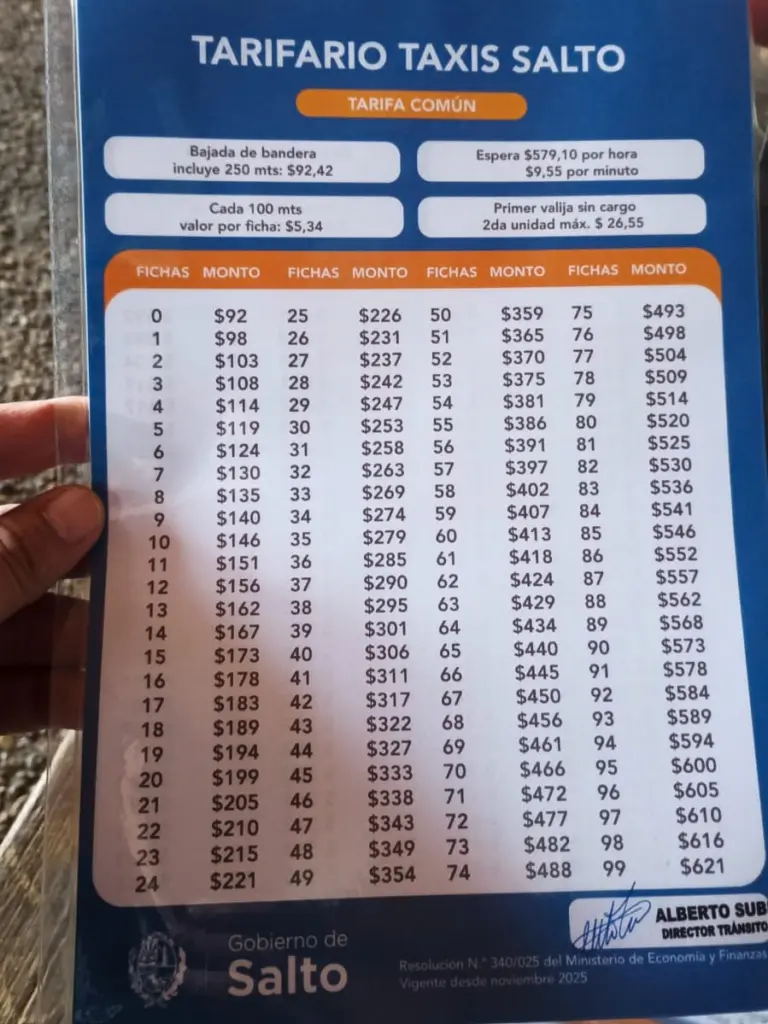 TARIFARIO TAXIS SALTO
TARIFA COMÚN
Bajada de bandera
incluye 250 mts: $92,42
Espera $579,10 por hora
$9,55 por minuto
Cada 100 mts
valor por ficha: $5,34
Primer valija sin cargo
2da unidad máx. $ 26,55
FICHAS MONTO FICHAS MONTO FICHAS MONTO FICHAS MONTO
0 $92 25 $226 50 $359 75 $493
1 $98 26 $231 51 $365 76 $498
2 $103 27 $237 52 $370 77 $504
3 $108 28 $242 53 $375 78 $509
4 $114 29 $247 54 $381 79 $514
5 $119 30 $253 55 $386 80 $520
6 $124 31 $258 56 $391 81 $525
7 $130 32 $263 57 $397 82 $530
8 $135 33 $269 58 $402 83 $536
9 $140 34 $274 59 $407 84 $541
10 $146 35 $279 60 $413 85 $546
11 $151 36 $285 61 $418 86 $552
12 $156 37 $290 62 $424 87 $557
13 $162 38 $295 63 $429 88 $562
14 $167 39 $301 64 $434 89 $568
15 $173 40 $306 65 $440 90 $573
16 $178 41 $311 66 $445 91 $578
17 $183 42 $317 67 $450 92 $584
18 $189 43 $322 68 $456 93 $589
19 $194 44 $327 69 $461 94 $594
20 $199 45 $333 70 $466 95 $600
21 $205 46 $338 71 $472 96 $605
22 $210 47 $343 72 $477 97 $610
23 $215 48 $349 73 $482 98 $616
24 $221 49 $354 74 $488 99 $621
ALBERTO SUB
DIRECTOR TRÁNSITO
Gobierno de
Salto
Resolucion N.° 340/025 del Ministerio de Economía y Finanzas
Vigente desde noviembre 2025